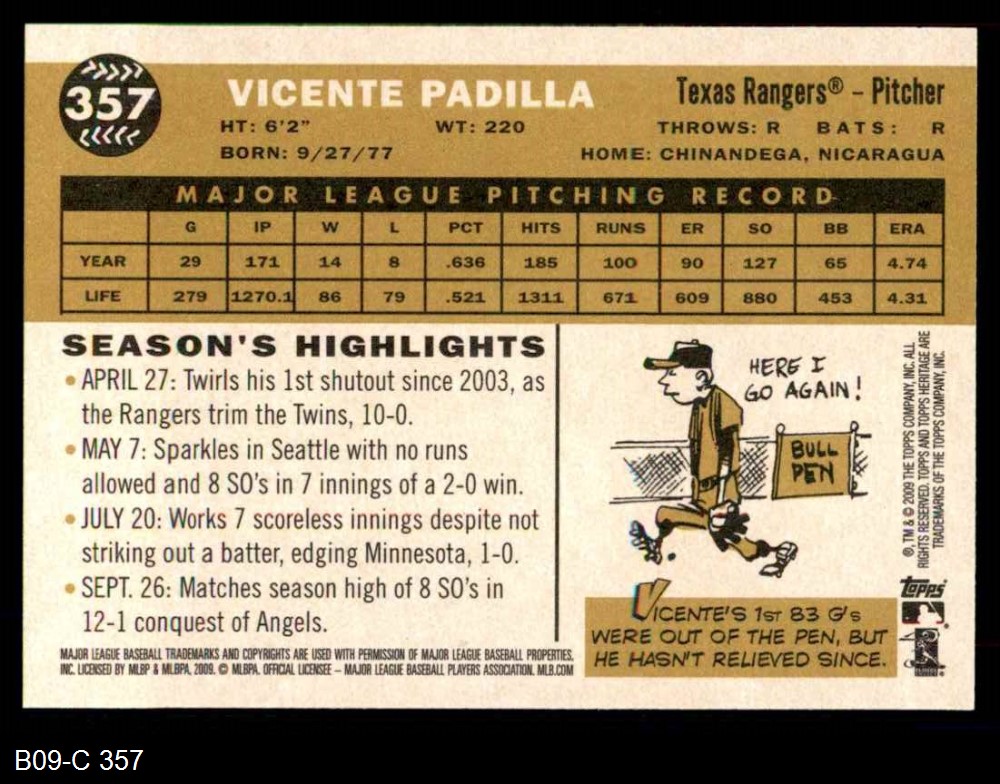 357
VICENTE PADILLA
Texas Rangers® – Pitcher
HT: 6'2" WT: 220 THROWS: R BATS: R
BORN: 9/27/77 HOME: CHINANDEGA, NICARAGUA
MAJOR LEAGUE PITCHING RECORD
G IP W L PCT HITS RUNS ER SO BB ERA
YEAR 29 171 14 8 .636 185 100 90 127 65 4.74
LIFE 279 1270.1 86 79 .521 1311 671 609 880 453 4.31
SEASON'S HIGHLIGHTS
• APRIL 27: Twirls his 1st shutout since 2003, as
the Rangers trim the Twins, 10-0.
• MAY 7: Sparkles in Seattle with no runs
allowed and 8 SO's in 7 innings of a 2-0 win.
• JULY 20: Works 7 scoreless innings despite not
striking out a batter, edging Minnesota, 1-0.
• SEPT. 26: Matches season high of 8 SO's in
12-1 conquest of Angels.
MAJOR LEAGUE BASEBALL TRADEMARKS AND COPYRIGHTS ARE USED WITH PERMISSION OF MAJOR LEAGUE BASEBALL PROPERTIES,
INC. LICENSED BY MLBP & MLBPA, 2009. © MLBPA. OFFICIAL LICENSEE – MAJOR LEAGUE BASEBALL PLAYERS ASSOCIATION. MLB.COM
HERE I
GO AGAIN!
BULL
PEN
VICENTE'S 1ST 83 G'S
WERE OUT OF THE PEN, BUT
HE HASN'T RELIEVED SINCE.
®, TM & © 2009 THE TOPPS COMPANY, INC. ALL
RIGHTS RESERVED. TOPPS AND TOPPS HERITAGE ARE
TRADEMARKS OF THE TOPPS COMPANY, INC.
topps
B09-C 357